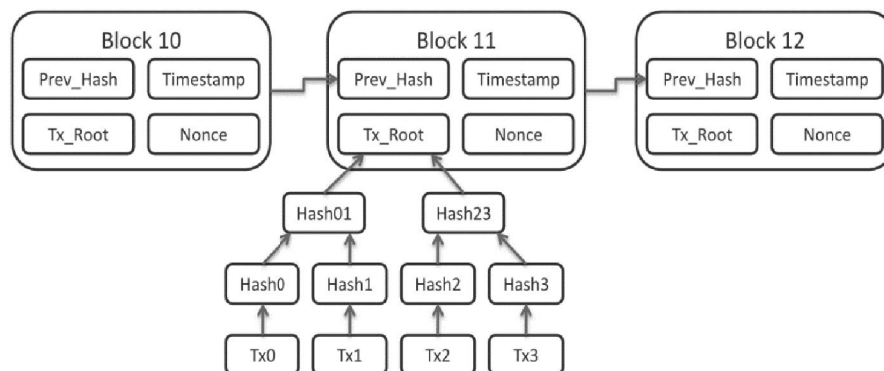 Block 10
Block 11
Block 12
Prev_Hash
Timestamp
Prev_Hash
Timestamp
Prev_Hash
Timestamp
Tx_Root
Nonce
Tx_Root
Nonce
Tx_Root
Nonce
Hash01
Hash23
Hash0
Hash1
Hash2
Hash3
Tx0
Tx1
Tx2
Tx3